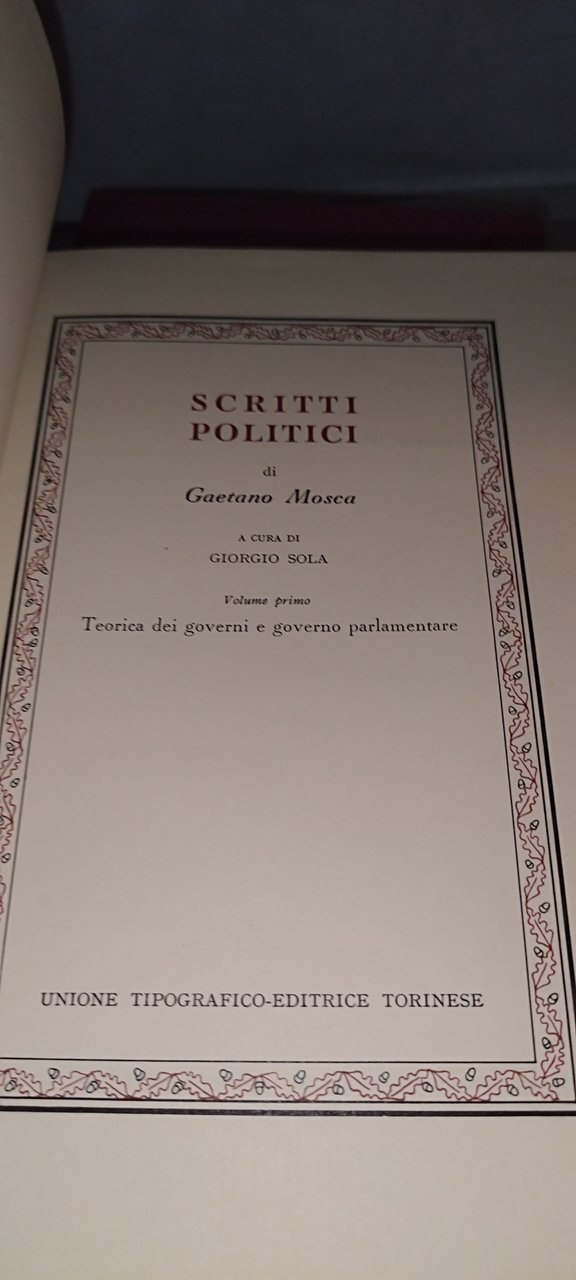 SCRITTI
POLITICI
di
Gaetano Mosca
A CURA DI
GIORGIO SOLA
Volume primo
Teorica dei governi e governo parlamentare
UNIONE TIPOGRAFICO-EDITRICE TORINESE